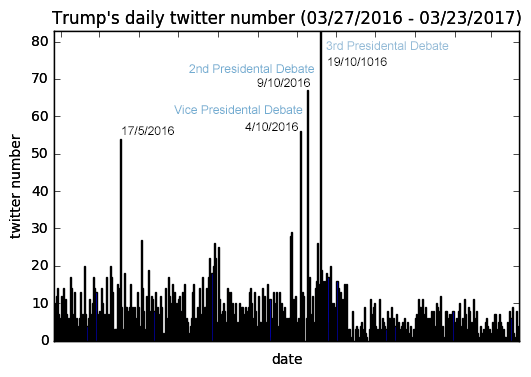 Trump's daily twitter number (03/27/2016 - 03/23/2017)
80
70
60
50
40
30
20
10
0
twitter number
3rd Presidental Debate
19/10/1016
2nd Presidental Debate
9/10/2016
Vice Presidental Debate
4/10/2016
17/5/2016
date